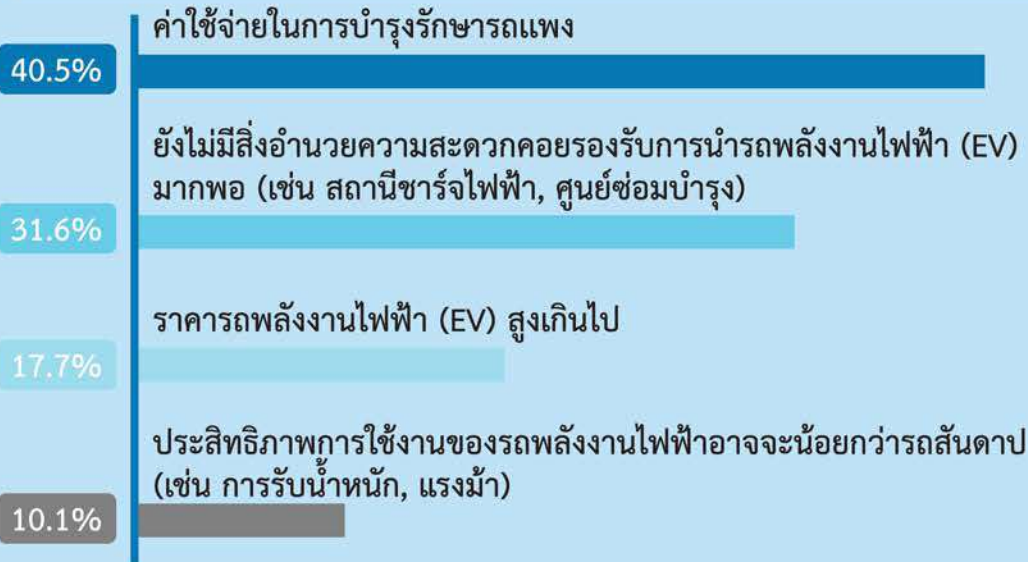 ค่าใช้จ่ายในการบำรุงรักษารถแพง
40.5%
ยังไม่มีสิ่งอำนวยความสะดวกคอยรองรับการนำรถพลังงานไฟฟ้า (EV)
มากพอ (เช่น สถานีชาร์จไฟฟ้า, ศูนย์ซ่อมบำรุง)
31.6%
ราคารถพลังงานไฟฟ้า (EV) สูงเกินไป
17.7%
ประสิทธิภาพการใช้งานของรถพลังงานไฟฟ้าอาจจะน้อยกว่ารถสันดาป
(เช่น การรับน้ำหนัก, แรงม้า)
10.1%